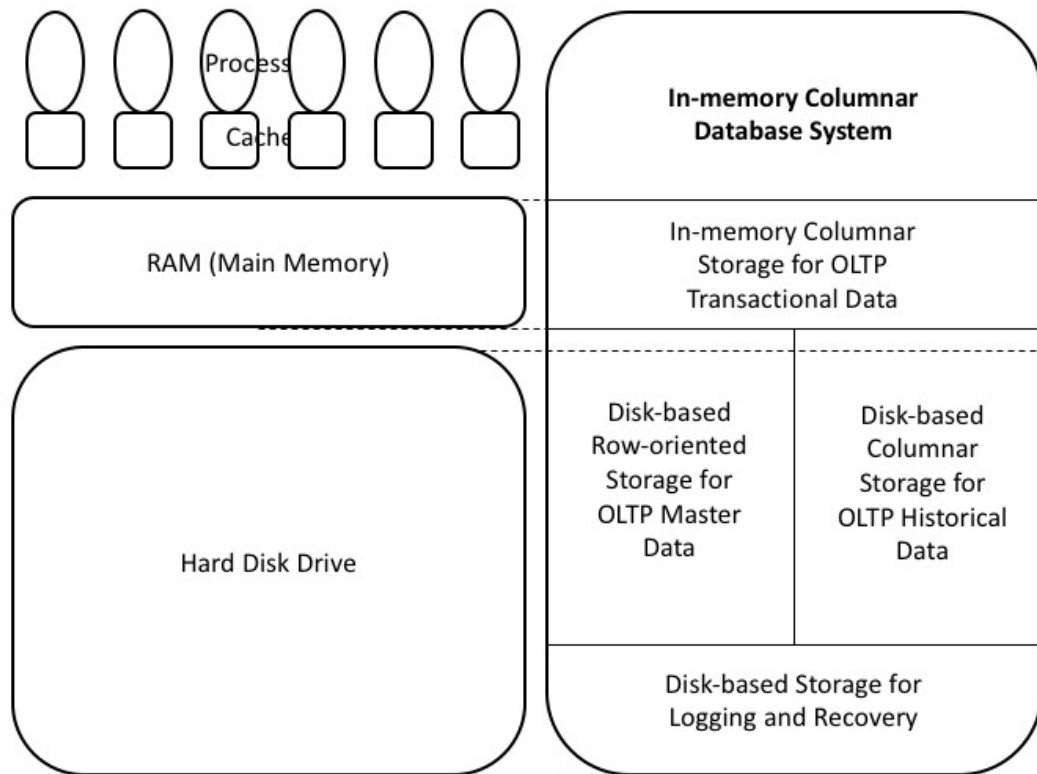 Process
Cache
RAM (Main Memory)
Hard Disk Drive
In-memory Columnar
Database System
In-memory Columnar
Storage for OLTP
Transactional Data
Disk-based
Row-oriented
Storage for
OLTP Master
Data
Disk-based
Columnar
Storage for
OLTP Historical
Data
Disk-based Storage for
Logging and Recovery